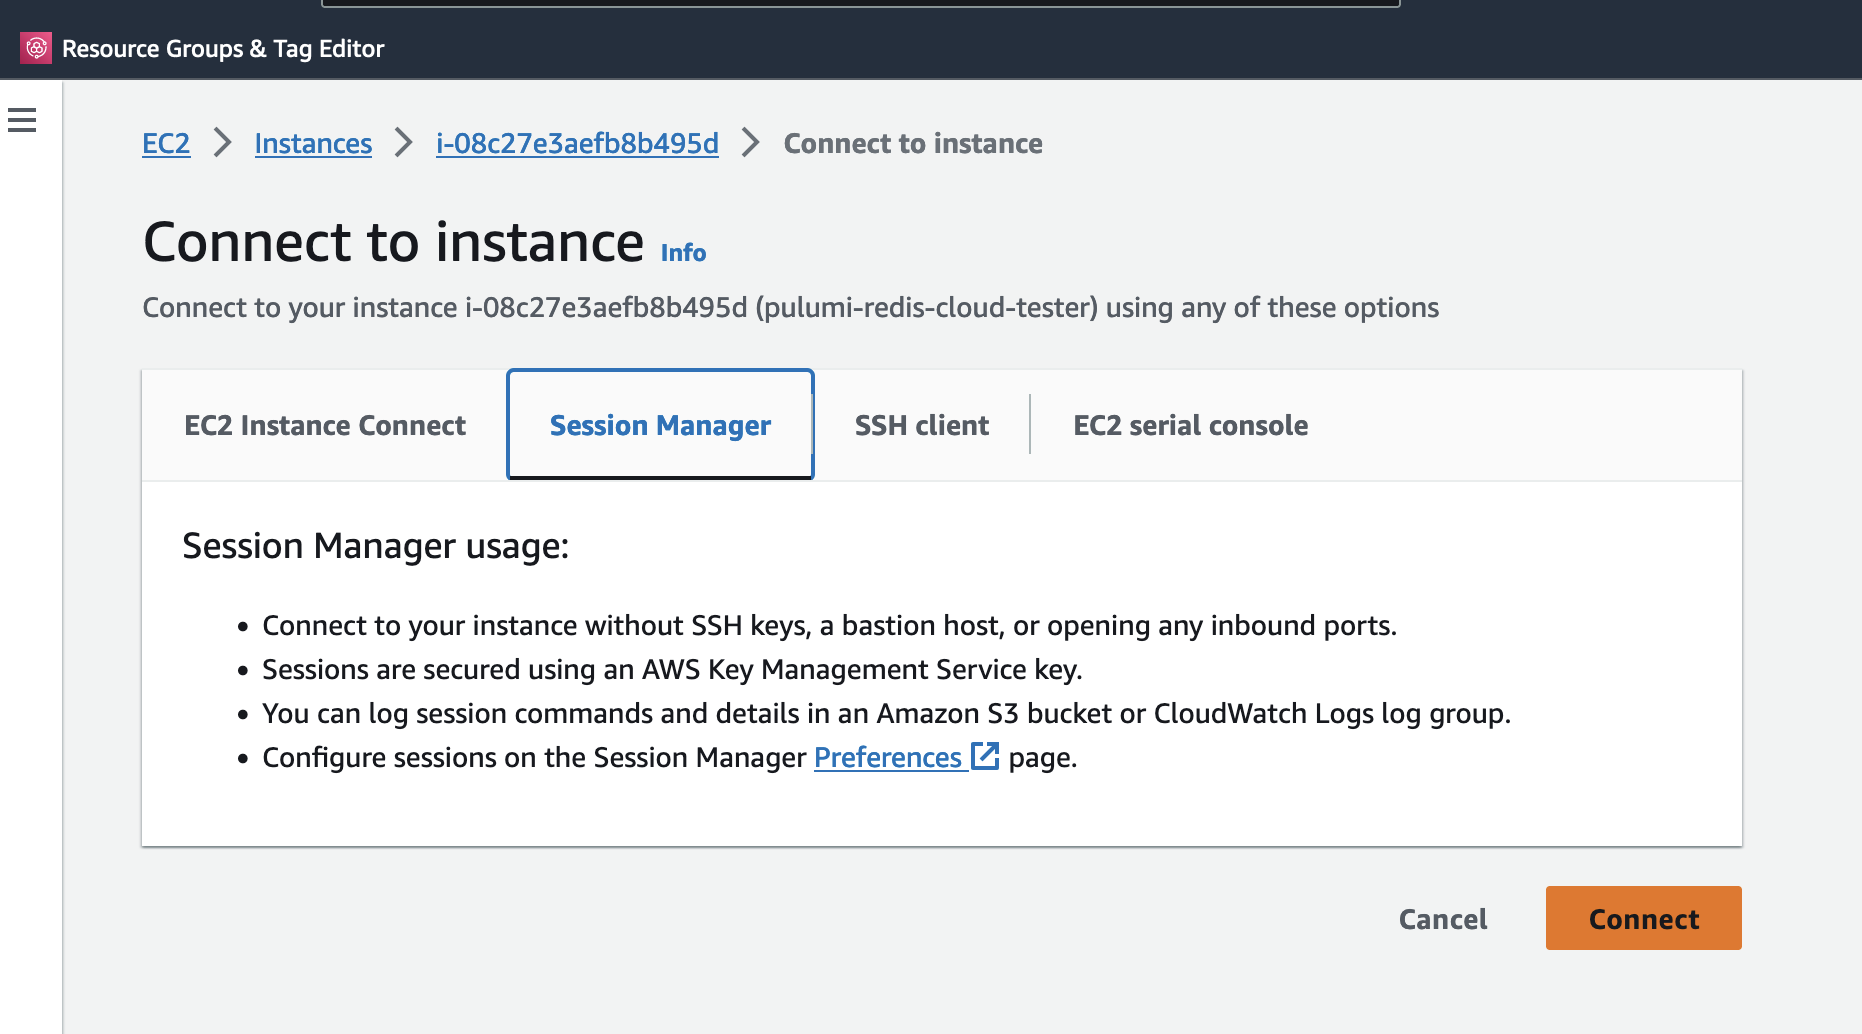 Resource Groups & Tag Editor
EC2 > Instances > i-08c27e3aefb8b495d > Connect to instance
Connect to instance Info
Connect to your instance i-08c27e3aefb8b495d (pulumi-redis-cloud-tester) using any of these options
EC2 Instance Connect Session Manager SSH client EC2 serial console
Session Manager usage:
• Connect to your instance without SSH keys, a bastion host, or opening any inbound ports.
• Sessions are secured using an AWS Key Management Service key.
• You can log session commands and details in an Amazon S3 bucket or CloudWatch Logs log group.
• Configure sessions on the Session Manager Preferences page.
Cancel Connect